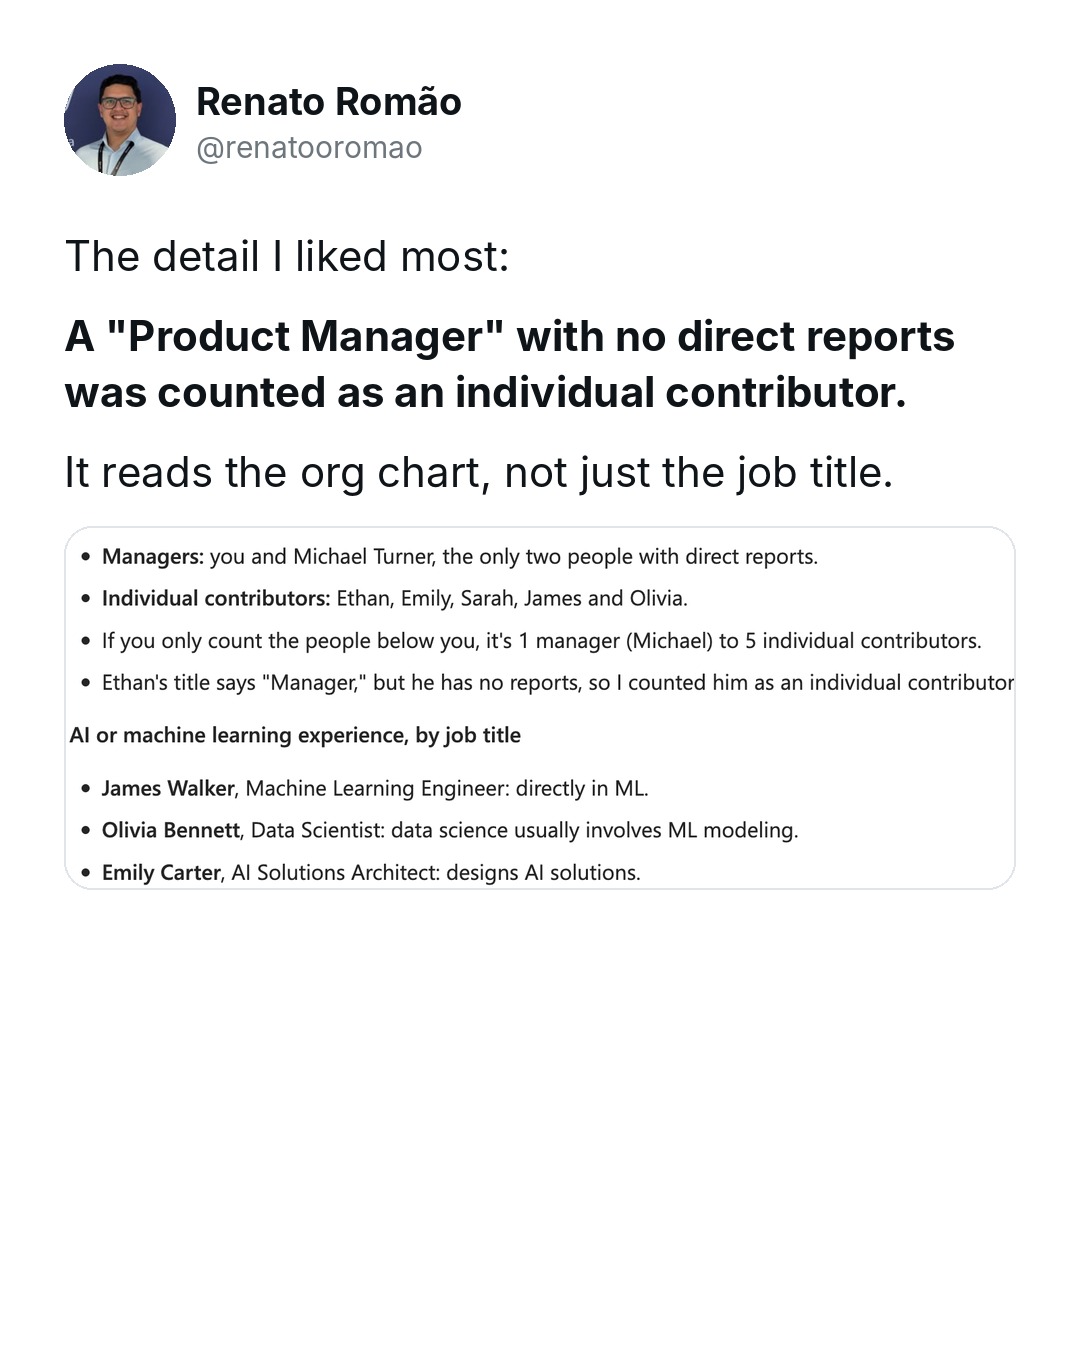 Renato Romão
@renatooromao
The detail I liked most:
A "Product Manager" with no direct reports
was counted as an individual contributor.
It reads the org chart, not just the job title.
• Managers: you and Michael Turner, the only two people with direct reports.
• Individual contributors: Ethan, Emily, Sarah, James and Olivia.
• If you only count the people below you, it's 1 manager (Michael) to 5 individual contributors.
• Ethan's title says "Manager," but he has no reports, so I counted him as an individual contributor
AI or machine learning experience, by job title
• James Walker, Machine Learning Engineer: directly in ML.
• Olivia Bennett, Data Scientist: data science usually involves ML modeling.
• Emily Carter, AI Solutions Architect: designs AI solutions.